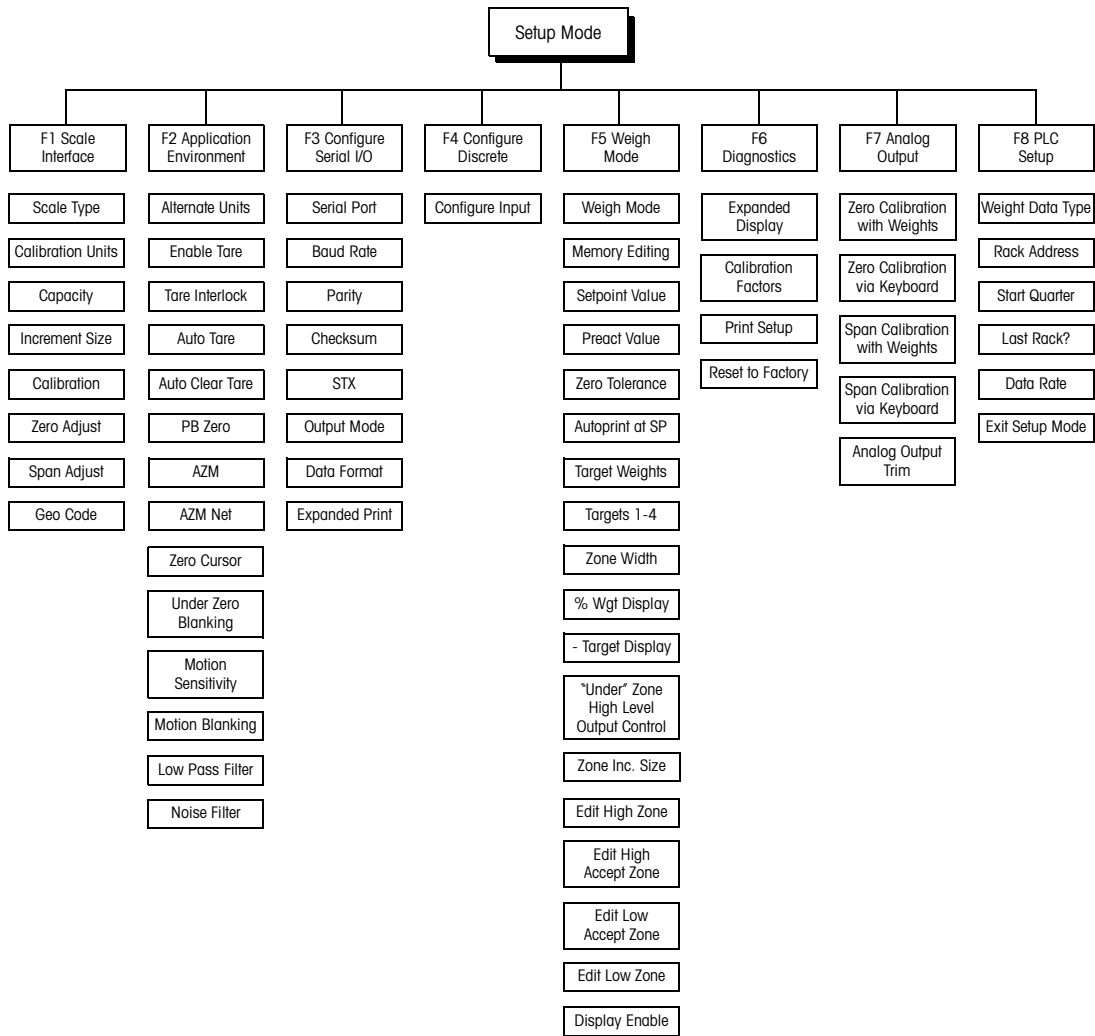 Setup Mode
F1 Scale
Interface
Scale Type
Calibration Units
Capacity
Increment Size
Calibration
Zero Adjust
Span Adjust
Geo Code
F2 Application
Environment
Alternate Units
Enable Tare
Tare Interlock
Auto Tare
Auto Clear Tare
PB Zero
AZM
AZM Net
Zero Cursor
Under Zero
Blanking
Motion
Sensitivity
Motion Blanking
Low Pass Filter
Noise Filter
F3 Configure
Serial I/O
Serial Port
Baud Rate
Parity
Checksum
STX
Output Mode
Data Format
Expanded Print
F4 Configure
Discrete
Configure Input
F5 Weigh
Mode
Weigh Mode
Memory Editing
Setpoint Value
Preact Value
Zero Tolerance
Autoprint at SP
Target Weights
Targets 1-4
Zone Width
% Wgt Display
- Target Display
"Under" Zone
High Level
Output Control
Zone Inc. Size
Edit High Zone
Edit High
Accept Zone
Edit Low
Accept Zone
Edit Low Zone
Display Enable
F6
Diagnostics
Expanded
Display
Calibration
Factors
Print Setup
Reset to Factory
F7 Analog
Output
Zero Calibration
with Weights
Zero Calibration
via Keyboard
Span Calibration
with Weights
Span Calibration
via Keyboard
Analog Output
Trim
F8 PLC
Setup
Weight Data Type
Rack Address
Start Quarter
Last Rack?
Data Rate
Exit Setup Mode